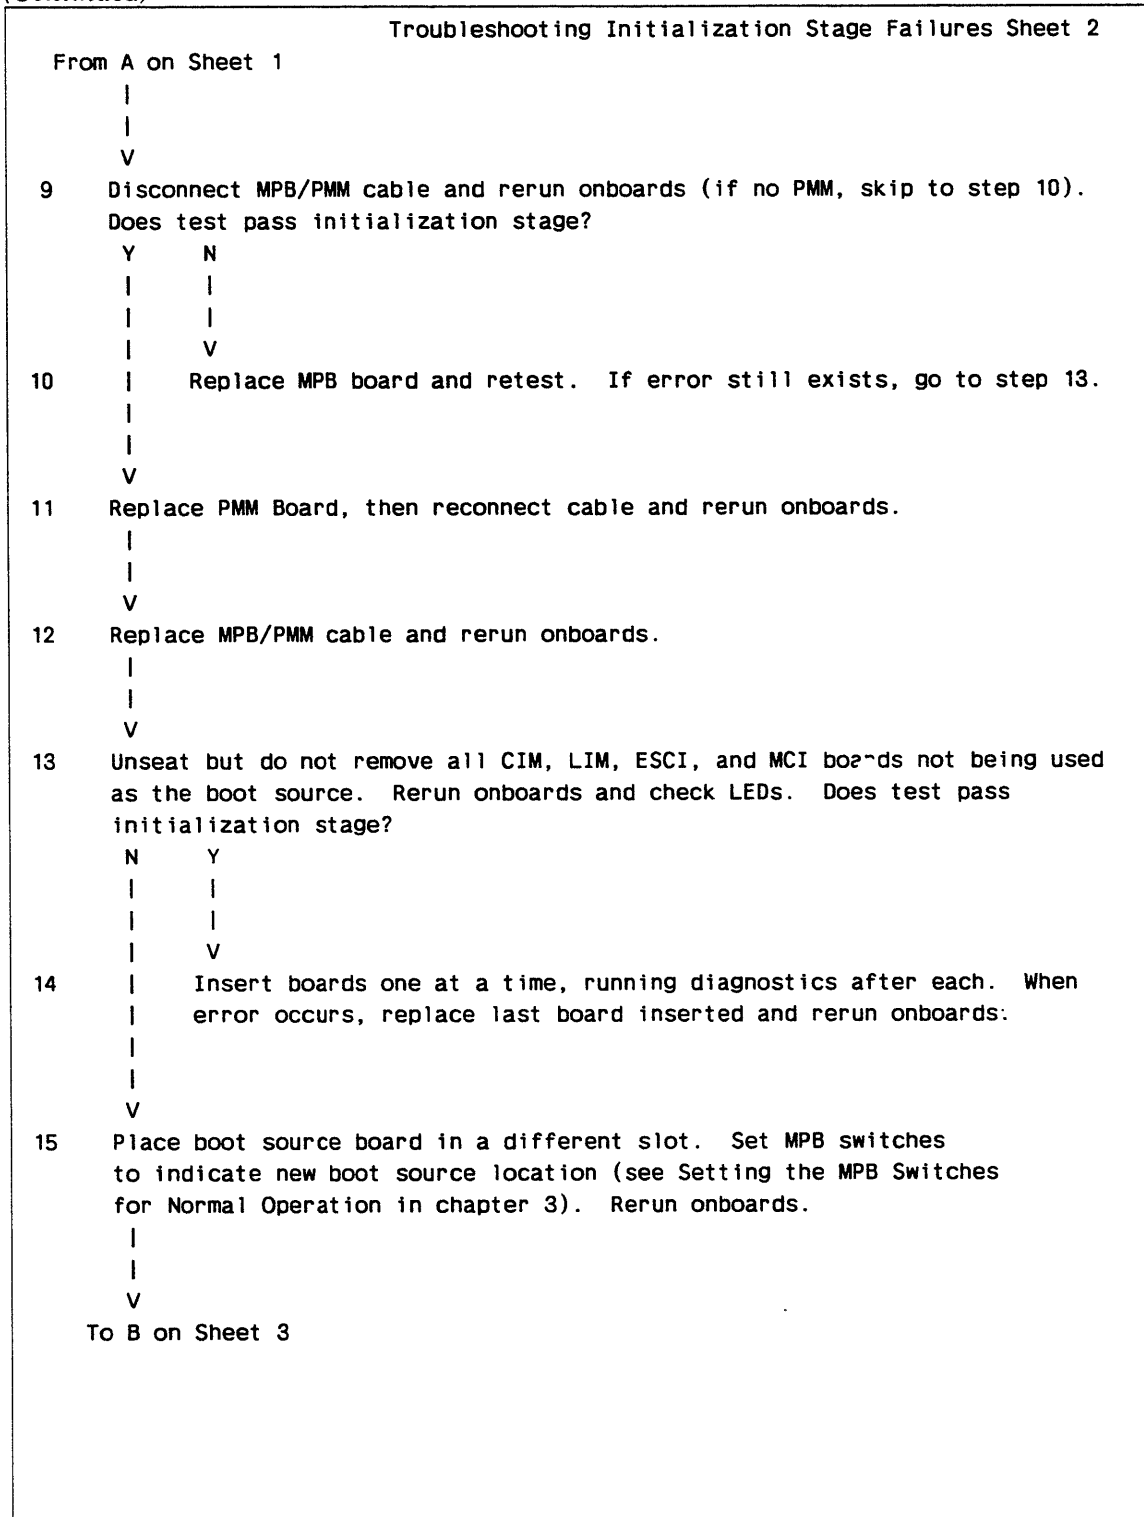 Troubleshooting Initialization Stage Failures Sheet 2
From A on Sheet 1
|
|
V
9 Disconnect MPB/PMM cable and rerun onboards (if no PMM, skip to step 10).
Does test pass initialization stage?
Y N
| |
| |
| V
10 | Replace MPB board and retest. If error still exists, go to step 13.
|
|
V
11 Replace PMM Board, then reconnect cable and rerun onboards.
|
|
V
12 Replace MPB/PMM cable and rerun onboards.
|
|
V
13 Unseat but do not remove all CIM, LIM, ESCI, and MCI boards not being used
as the boot source. Rerun onboards and check LEDs. Does test pass
initialization stage?
N Y
| |
| |
| V
14 | Insert boards one at a time, running diagnostics after each. When
| error occurs, replace last board inserted and rerun onboards.
|
|
V
15 Place boot source board in a different slot. Set MPB switches
to indicate new boot source location (see Setting the MPB Switches
for Normal Operation in chapter 3). Rerun onboards.
|
|
V
To B on Sheet 3